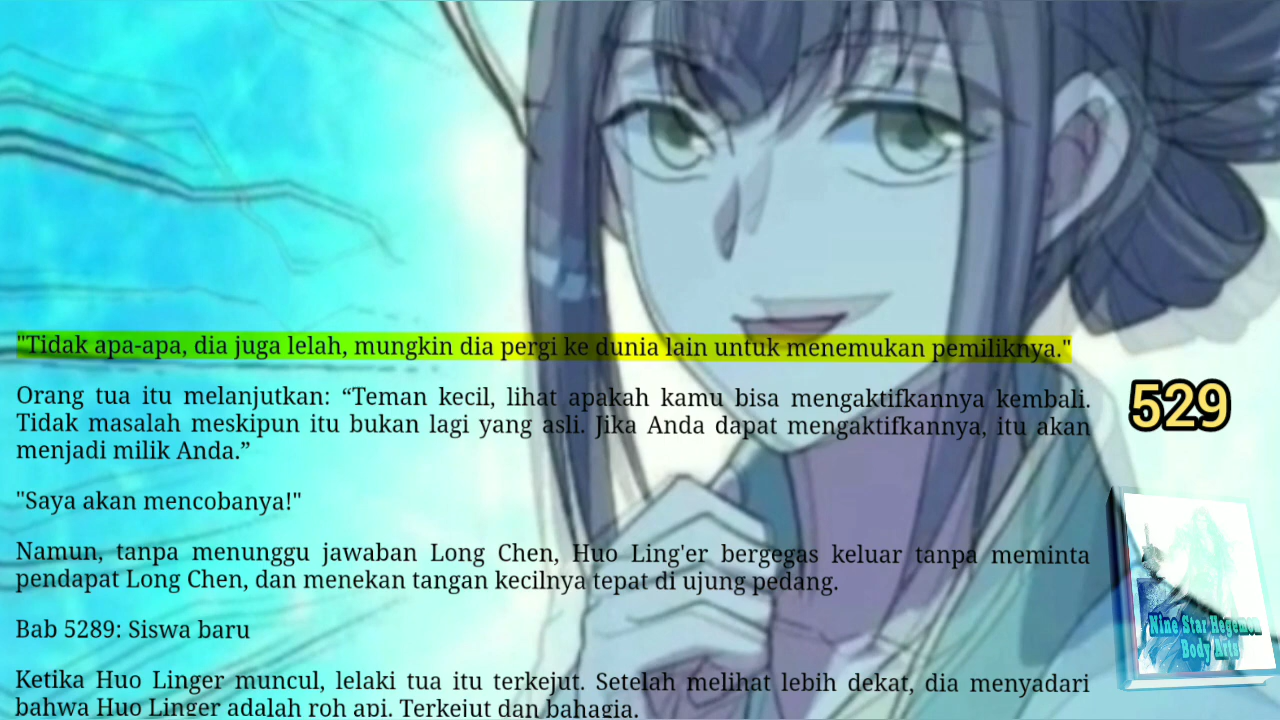 "Tidak apa-apa, dia juga lelah, mungkin dia pergi ke dunia lain untuk menemukan pemiliknya."
Orang tua itu melanjutkan: “Teman kecil, lihat apakah kamu bisa mengaktifkannya kembali.
Tidak masalah meskipun itu bukan lagi yang asli. Jika Anda dapat mengaktifkannya, itu akan
menjadi milik Anda.”
529
"Saya akan mencobanya!"
Namun, tanpa menunggu jawaban Long Chen, Huo Ling'er bergegas keluar tanpa meminta
pendapat Long Chen, dan menekan tangan kecilnya tepat di ujung pedang.
Bab 5289: Siswa baru
Nine Star Hegemon
Body Arts
Ketika Huo Linger muncul, lelaki tua itu terkejut. Setelah melihat lebih dekat, dia menyadari
bahwa Huo Linger adalah roh api. Terkejut dan bahagia.